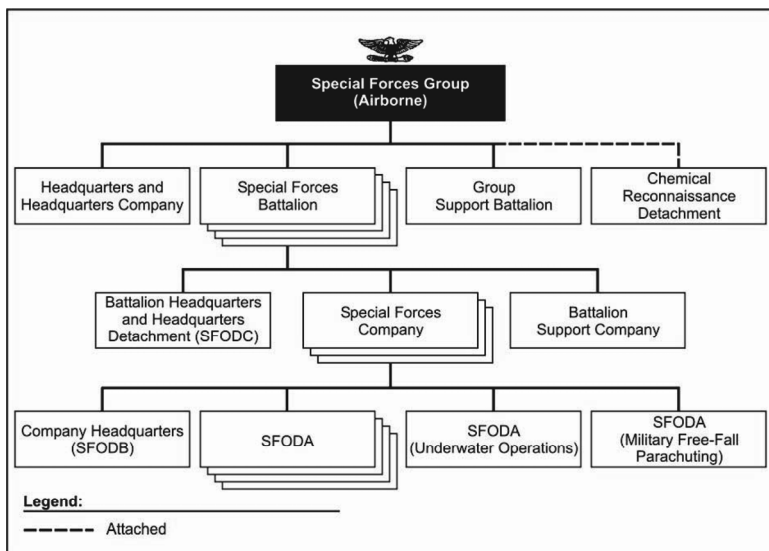 Special Forces Group
(Airborne)
Headquarters and
Headquarters Company
Special Forces
Battalion
Group
Support Battalion
Chemical
Reconnaissance
Detachment
Battalion Headquarters
and Headquarters
Detachment (SFODC)
Special Forces
Company
Battalion
Support Company
Company Headquarters
(SFODB)
SFODA
SFODA
(Underwater Operations)
SFODA
(Military Free-Fall
Parachuting)
Legend:
Attached